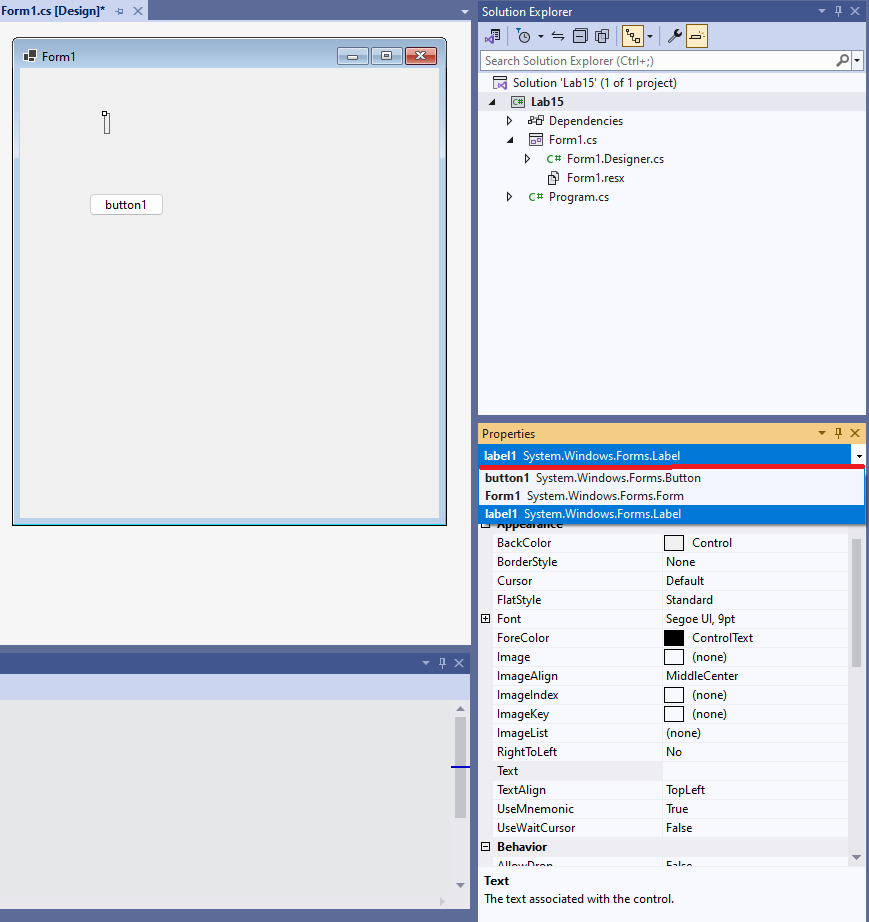 Form1.cs [Design]*
Form1
button1
Solution Explorer
Search Solution Explorer (Ctrl+;)
Solution 'Lab15' (1 of 1 project)
C# Lab15
Dependencies
Form1.cs
C# Form1.Designer.cs
Form1.resx
C# Program.cs
Properties
label1 System.Windows.Forms.Label
button1 System.Windows.Forms.Button
Form1 System.Windows.Forms.Form
label1 System.Windows.Forms.Label
Appearance
BackColor Control
BorderStyle None
Cursor Default
FlatStyle Standard
Font Segoe UI, 9pt
ForeColor ControlText
Image (none)
ImageAlign MiddleCenter
ImageIndex (none)
ImageKey (none)
ImageList (none)
RightToLeft No
Text
TextAlign TopLeft
UseMnemonic True
UseWaitCursor False
Behavior
AllowDrop False
Text
The text associated with the control.